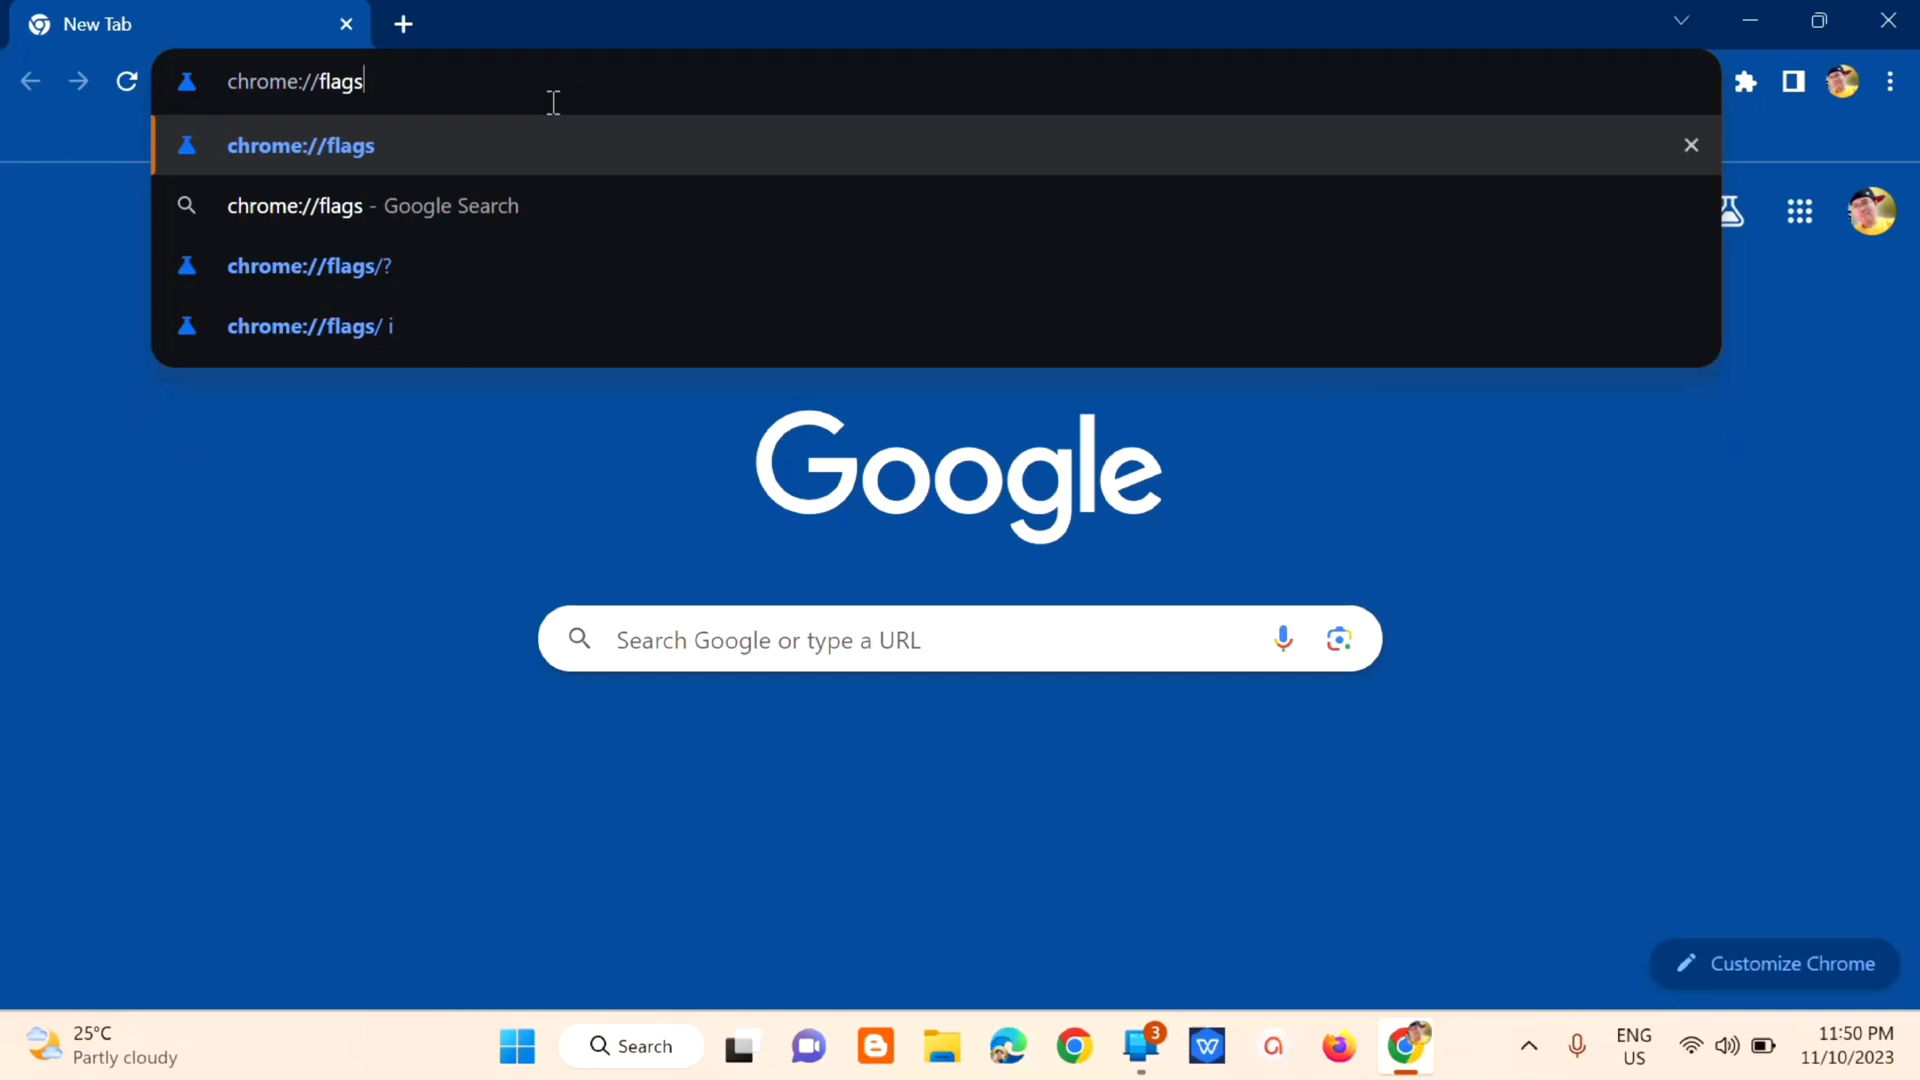 New Tab
chrome://flags
chrome://flags
chrome://flags - Google Search
chrome://flags/?
chrome://flags/ i
Google
Search Google or type a URL
Customize Chrome
25°C
Partly cloudy
Search
3
ENG
US
11:50 PM
11/10/2023